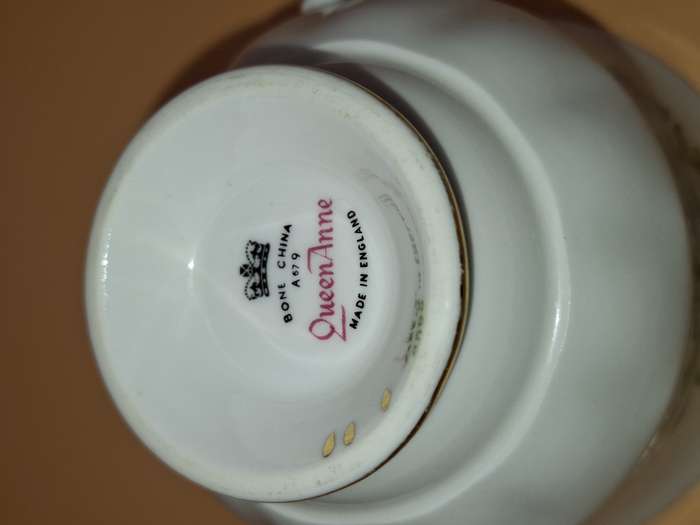 BONE CHINA
A679
Queen Anne
MADE IN ENGLAND